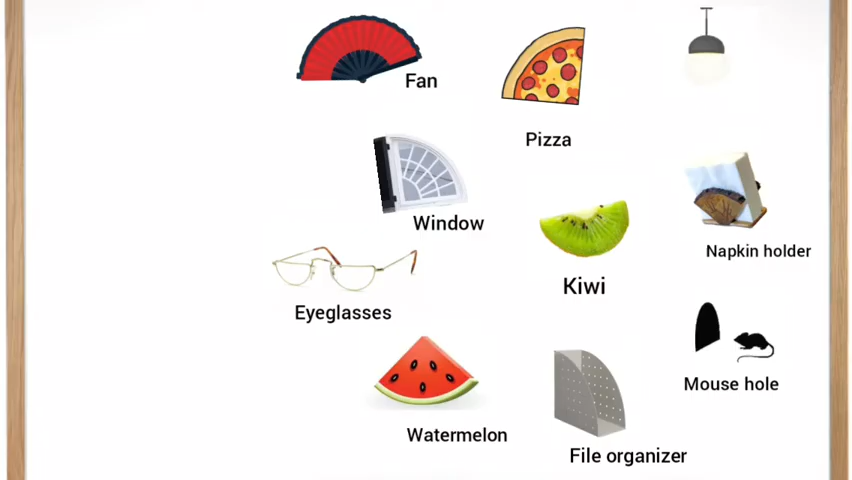 Fan
Pizza
Window
Napkin holder
Kiwi
Eyeglasses
Mouse hole
Watermelon
File organizer